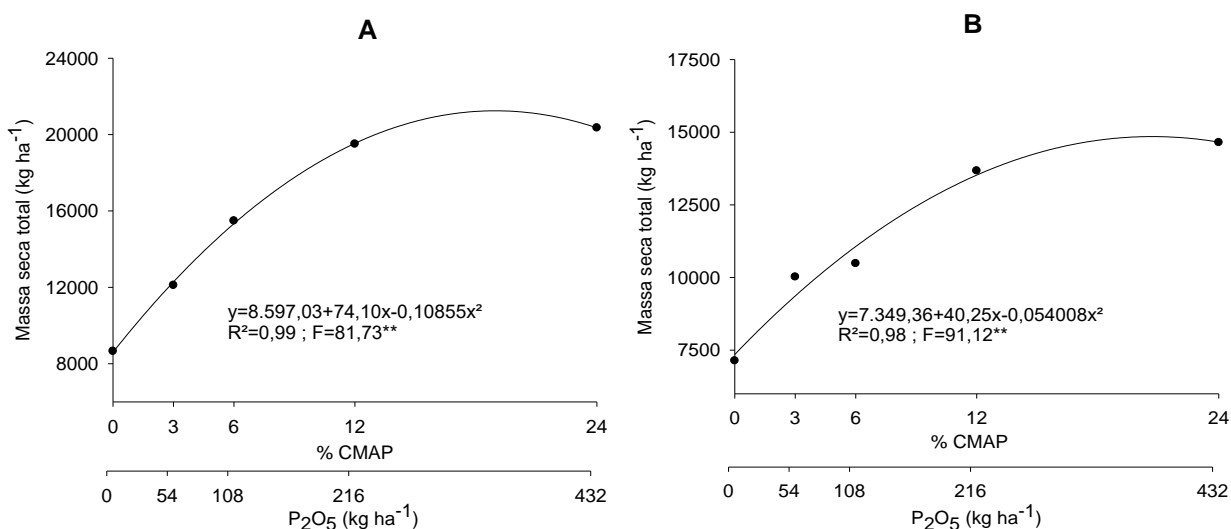 A
24000
20000
16000
12000
8000
Massa seca total (kg ha-1)
y=8.597,03+74,10x-0,10855x²
R²=0,99 ; F=81,73**
0 3 6 12 24
% CMAP
0 54 108 216 432
P2O5 (kg ha-1)
B
17500
15000
12500
10000
7500
Massa seca total (kg ha-1)
y=7.349,36+40,25x-0,054008x²
R²=0,98 ; F=91,12**
0 3 6 12 24
% CMAP
0 54 108 216 432
P2O5 (kg ha-1)